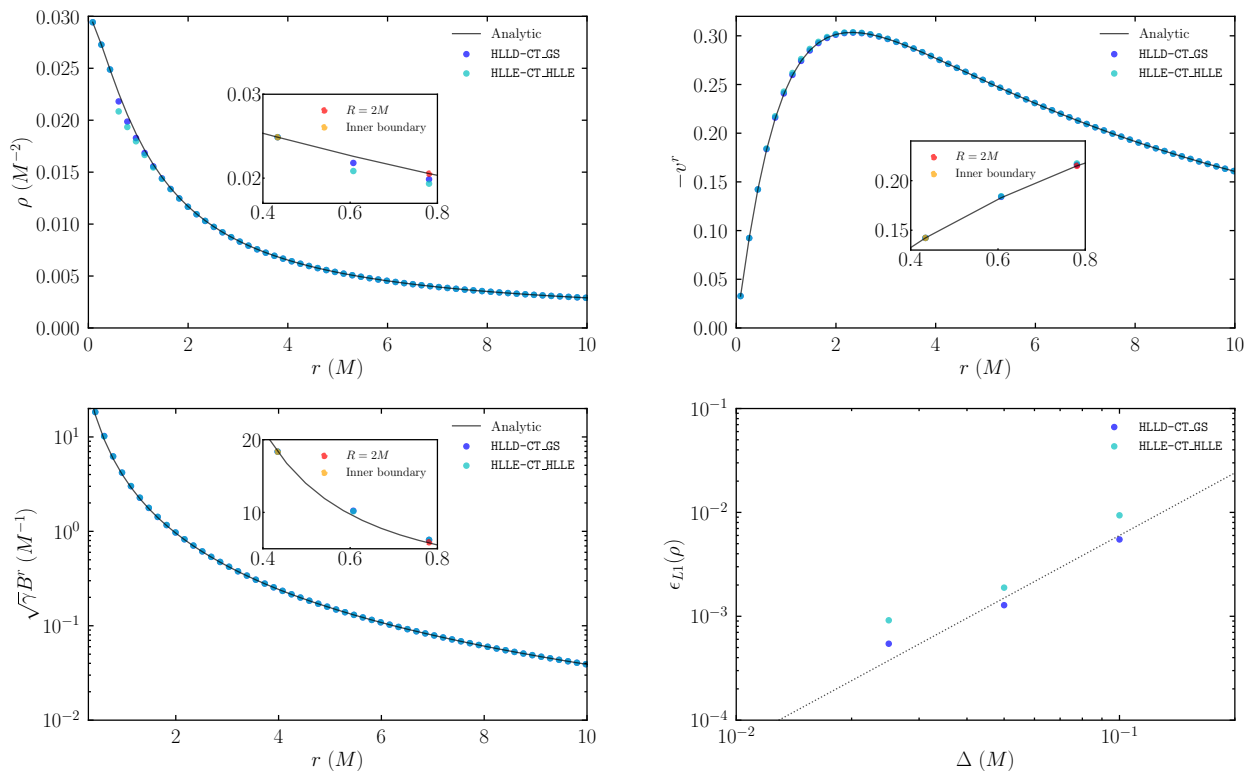 0.030
0.025
0.020
0.015
0.010
0.005
0.000
ρ (M⁻²)
0 2 4 6 8 10
r (M)
Analytic
HLLD-CT_GS
HLLE-CT_HLLE
0.03
0.02
0.4 0.6 0.8
R = 2M
Inner boundary
0.30
0.25
0.20
0.15
0.10
0.05
0.00
−vʳ
0 2 4 6 8 10
r (M)
Analytic
HLLD-CT_GS
HLLE-CT_HLLE
0.20
0.15
0.4 0.6 0.8
R = 2M
Inner boundary
10¹
10⁰
10⁻¹
10⁻²
√γBʳ (M⁻¹)
2 4 6 8 10
r (M)
Analytic
HLLD-CT_GS
HLLE-CT_HLLE
20
10
0.4 0.6 0.8
R = 2M
Inner boundary
10⁻¹
10⁻²
10⁻³
10⁻⁴
ϵ_{L1}(ρ)
10⁻² 10⁻¹
Δ (M)
HLLD-CT_GS
HLLE-CT_HLLE